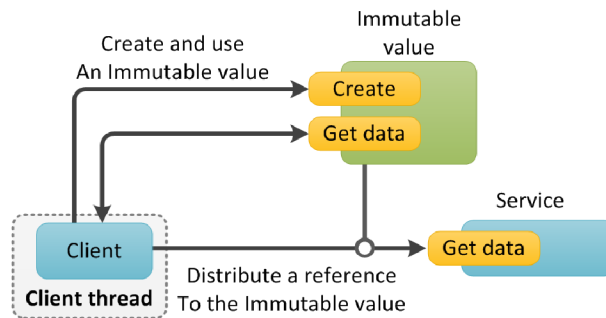 Immutable
value
Create and use
An Immutable value
Create
Get data
Service
Client
Get data
Client thread
Distribute a reference
To the Immutable value